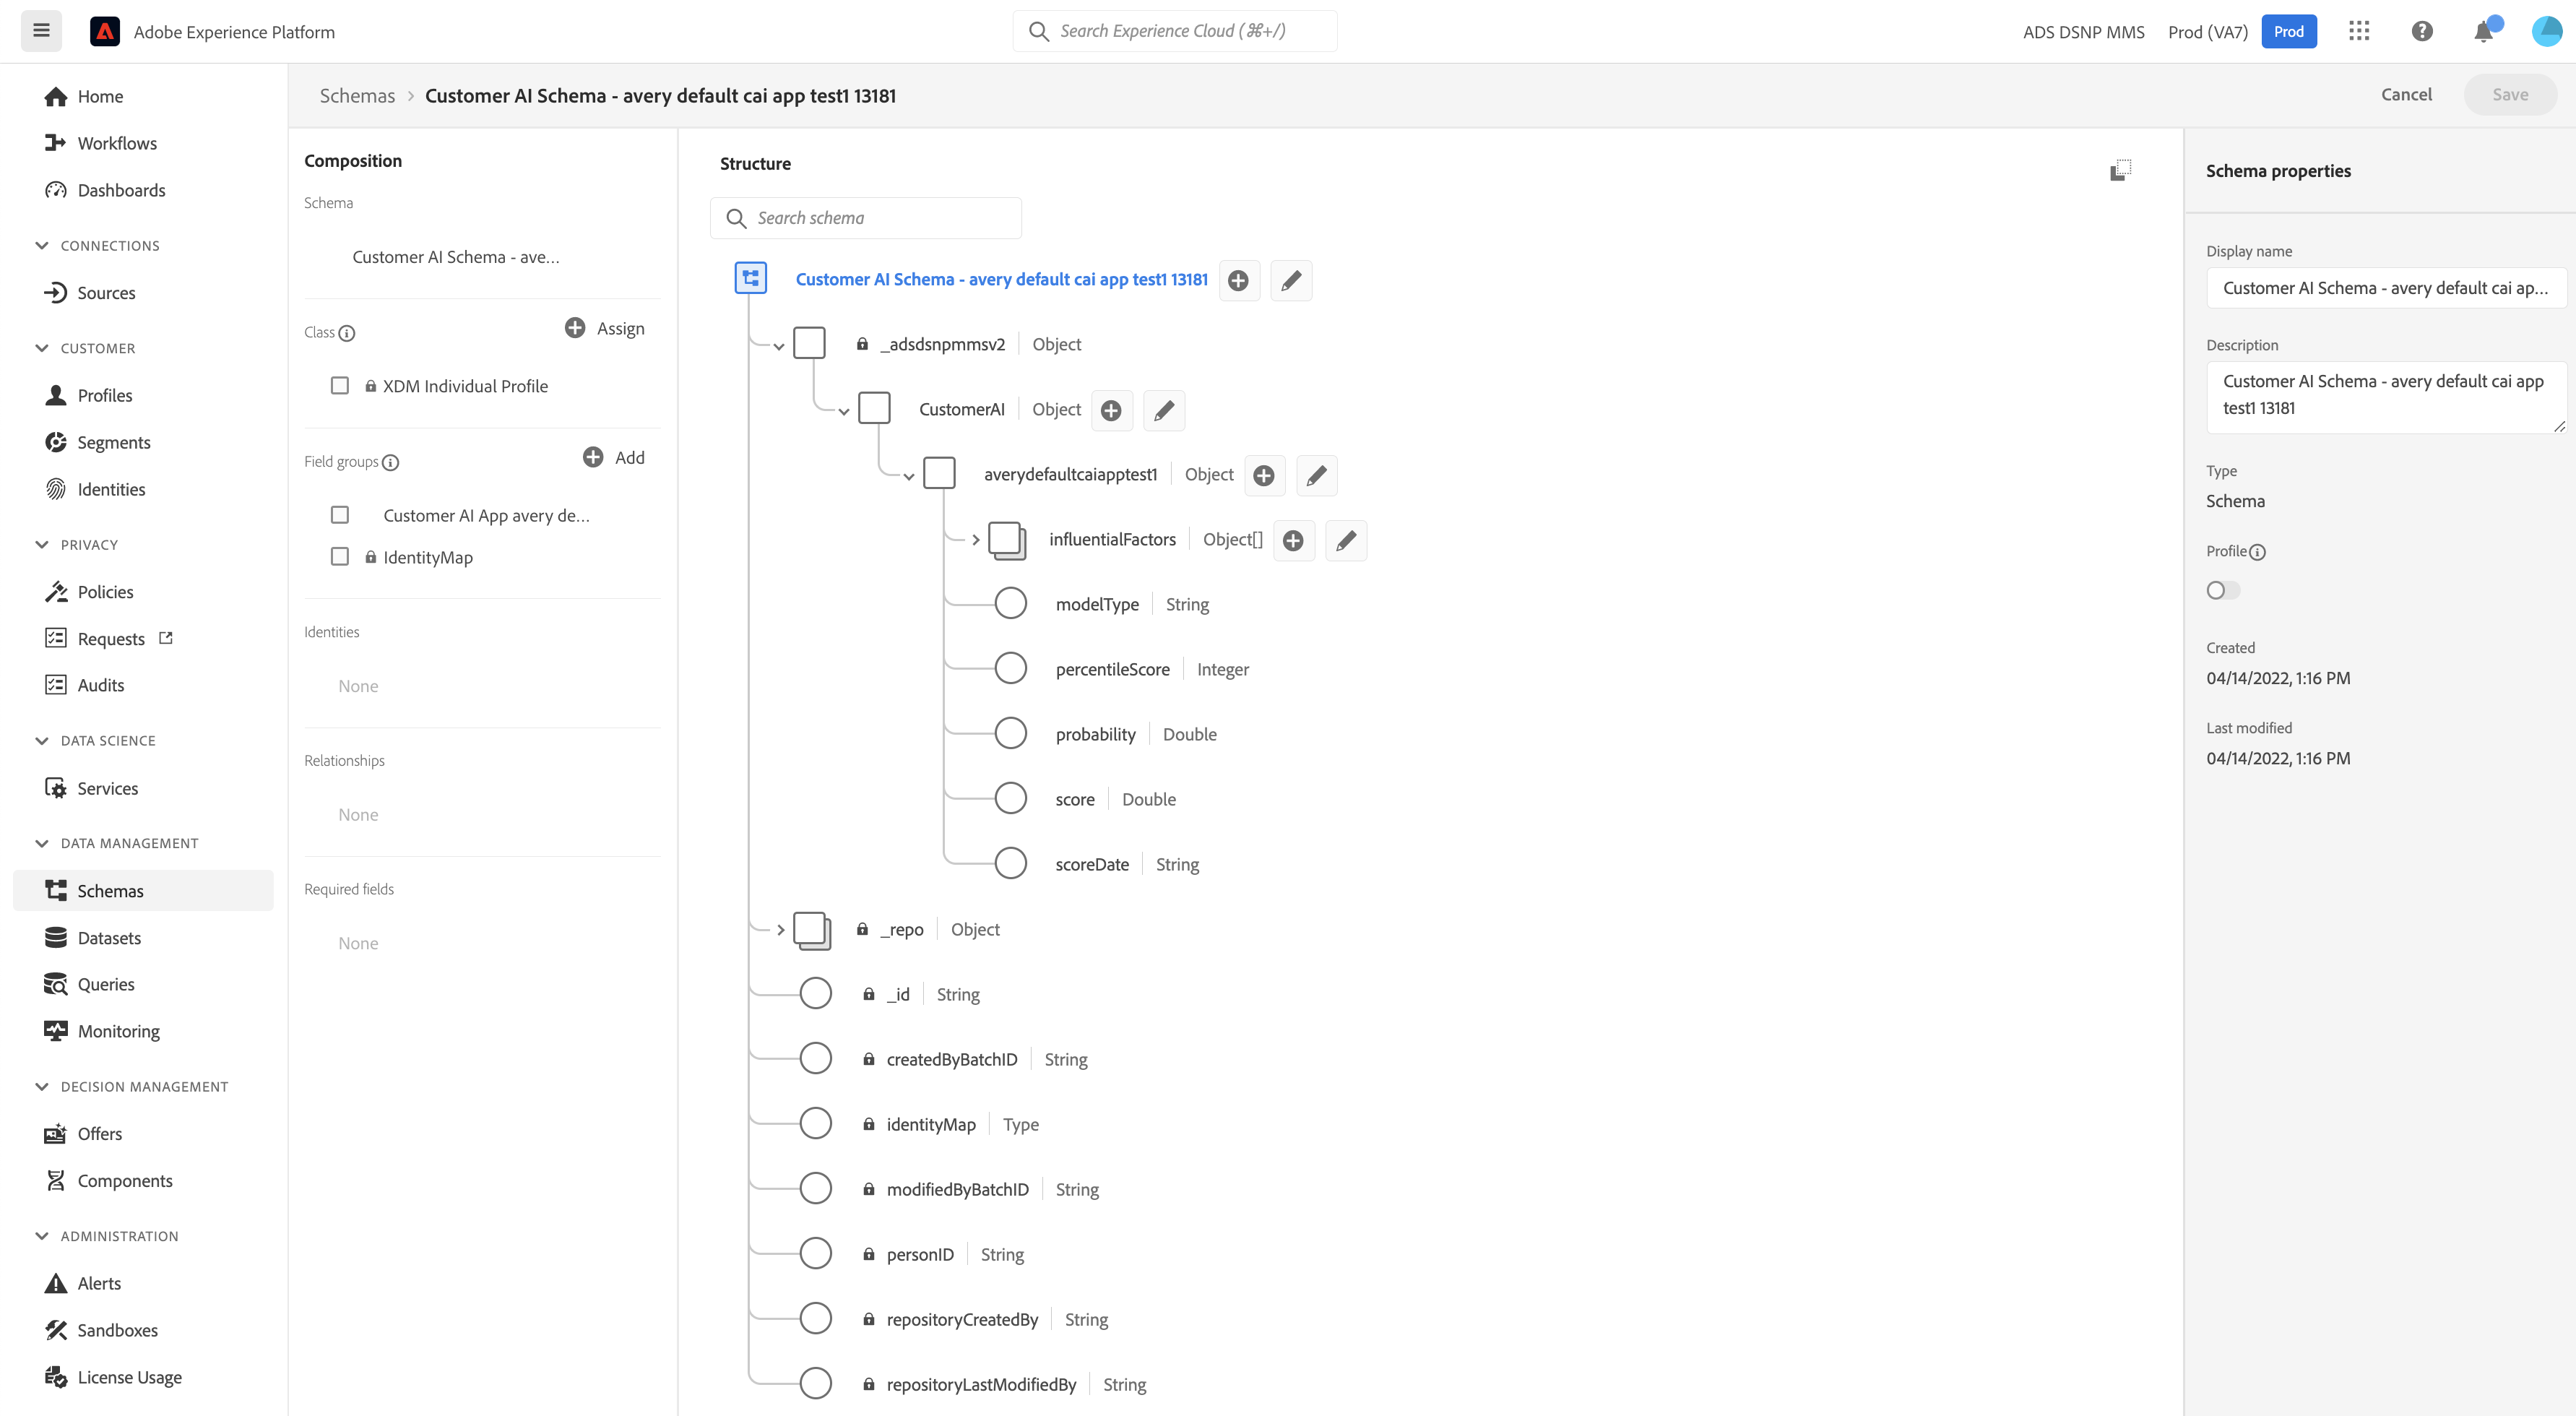 Adobe Experience Platform
Search Experience Cloud (⌘+/)
ADS DSNP MMS
Prod (VA7)
Prod
Home
Workflows
Dashboards
CONNECTIONS
Sources
CUSTOMER
Profiles
Segments
Identities
PRIVACY
Policies
Requests
Audits
DATA SCIENCE
Services
DATA MANAGEMENT
Schemas
Datasets
Queries
Monitoring
DECISION MANAGEMENT
Offers
Components
ADMINISTRATION
Alerts
Sandboxes
License Usage
Schemas > Customer AI Schema - avery default cai app test1 13181
Cancel
Save
Composition
Schema
Customer AI Schema - ave...
Class
Assign
XDM Individual Profile
Field groups
Add
Customer AI App avery de...
IdentityMap
Identities
None
Relationships
None
Required fields
None
Structure
Search schema
Customer AI Schema - avery default cai app test1 13181
_adsdsnpmmsv2 | Object
CustomerAI | Object
averydefaultcaiapptest1 | Object
influentialFactors | Object[]
modelType | String
percentileScore | Integer
probability | Double
score | Double
scoreDate | String
_repo | Object
_id | String
createdByBatchID | String
identityMap | Type
modifiedByBatchID | String
personID | String
repositoryCreatedBy | String
repositoryLastModifiedBy | String
Schema properties
Display name
Customer AI Schema - avery default cai ap...
Description
Customer AI Schema - avery default cai app
test1 13181
Type
Schema
Profile
Created
04/14/2022, 1:16 PM
Last modified
04/14/2022, 1:16 PM